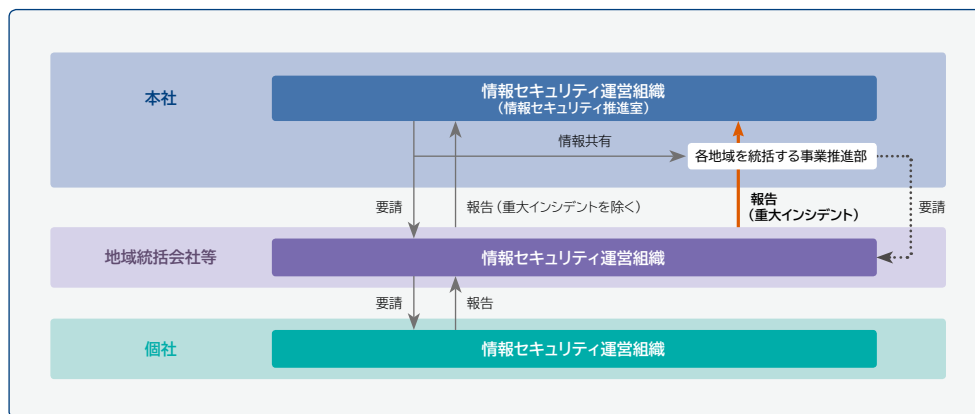 本社
情報セキュリティ運営組織
（情報セキュリティ推進室）
情報共有
各地域を統括する事業推進部
要請
報告（重大インシデントを除く）
報告
（重大インシデント）
要請
地域統括会社等
情報セキュリティ運営組織
要請
報告
個社
情報セキュリティ運営組織